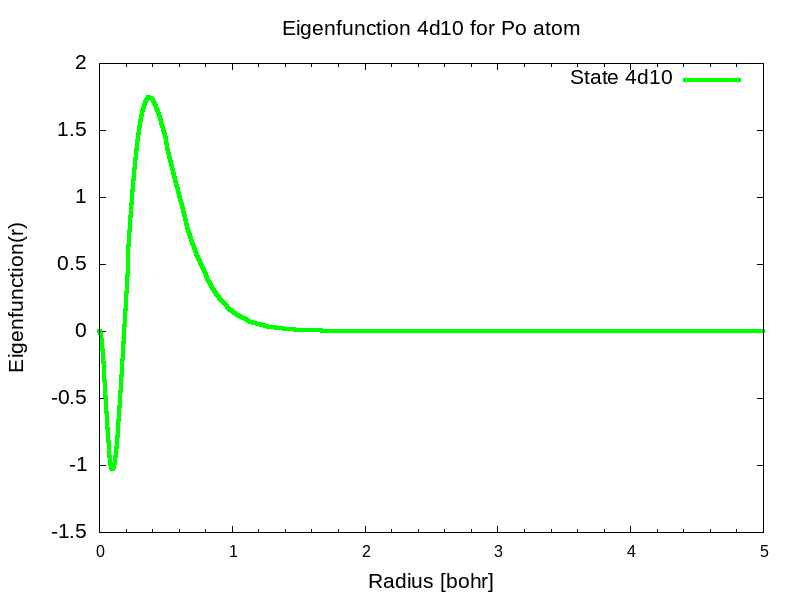 Eigenfunction 4d10 for Po atom
State 4d10
2
1.5
1
0.5
0
-0.5
-1
-1.5
Eigenfunction(r)
0 1 2 3 4 5
Radius [bohr]